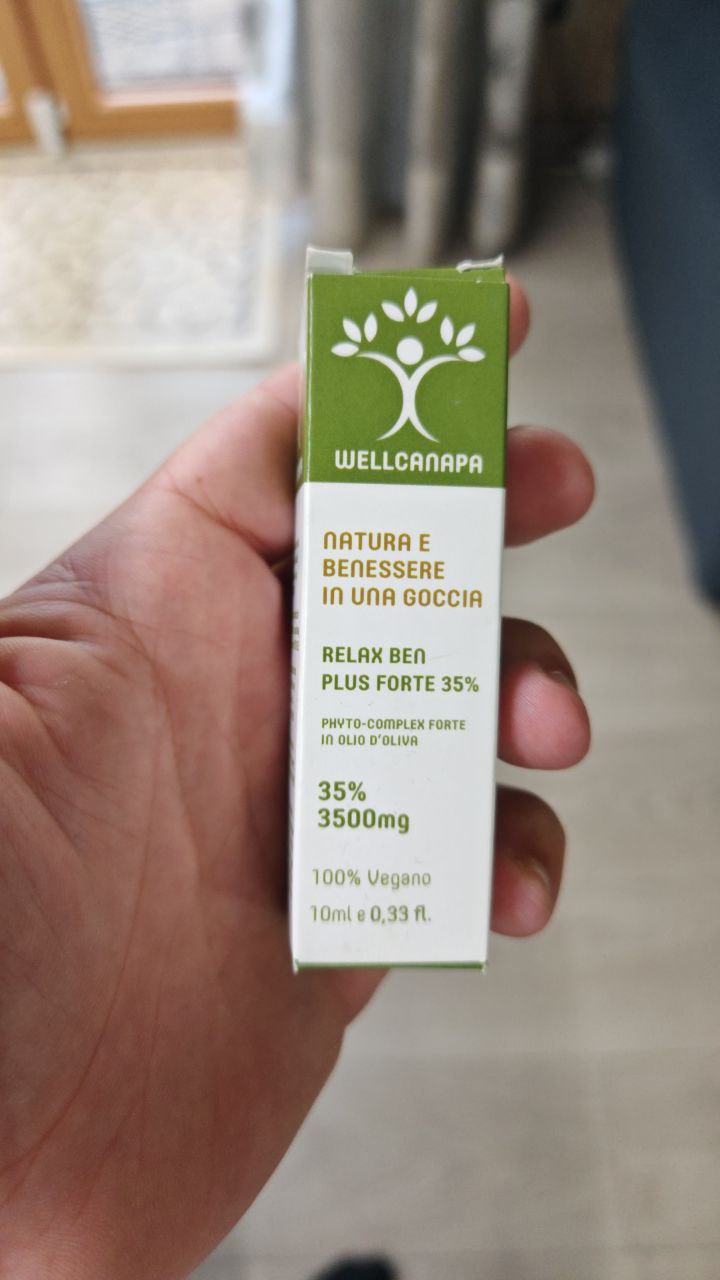 WELLCANAPA
NATURA E
BENESSERE
IN UNA GOCCIA
RELAX BEN
PLUS FORTE 35%
PHYTO-COMPLEX FORTE
IN OLIO D'OLIVA
35%
3500mg
100% Vegano
10ml e 0,33 fl.